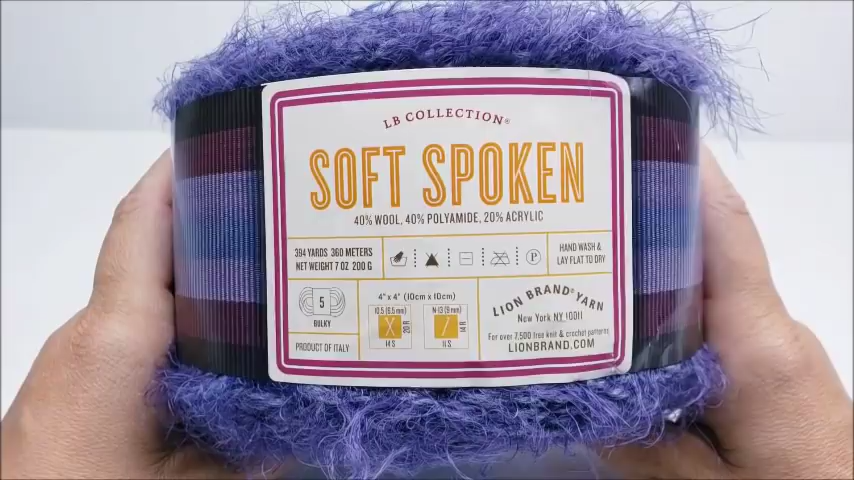 LB COLLECTION®
SOFT SPOKEN
40% WOOL, 40% POLYAMIDE, 20% ACRYLIC
394 YARDS 360 METERS
NET WEIGHT 7 OZ 200 G
P
HAND WASH &
LAY FLAT TO DRY
5
BULKY
PRODUCT OF ITALY
4"x 4" (10cm x 10cm)
10.5 (6.5mm)
20 R
14 S
N-13 (9 mm)
14 R
11 S
LION BRAND® YARN
New York NY 10011
For over 7,500 free knit & crochet patterns
LIONBRAND.COM